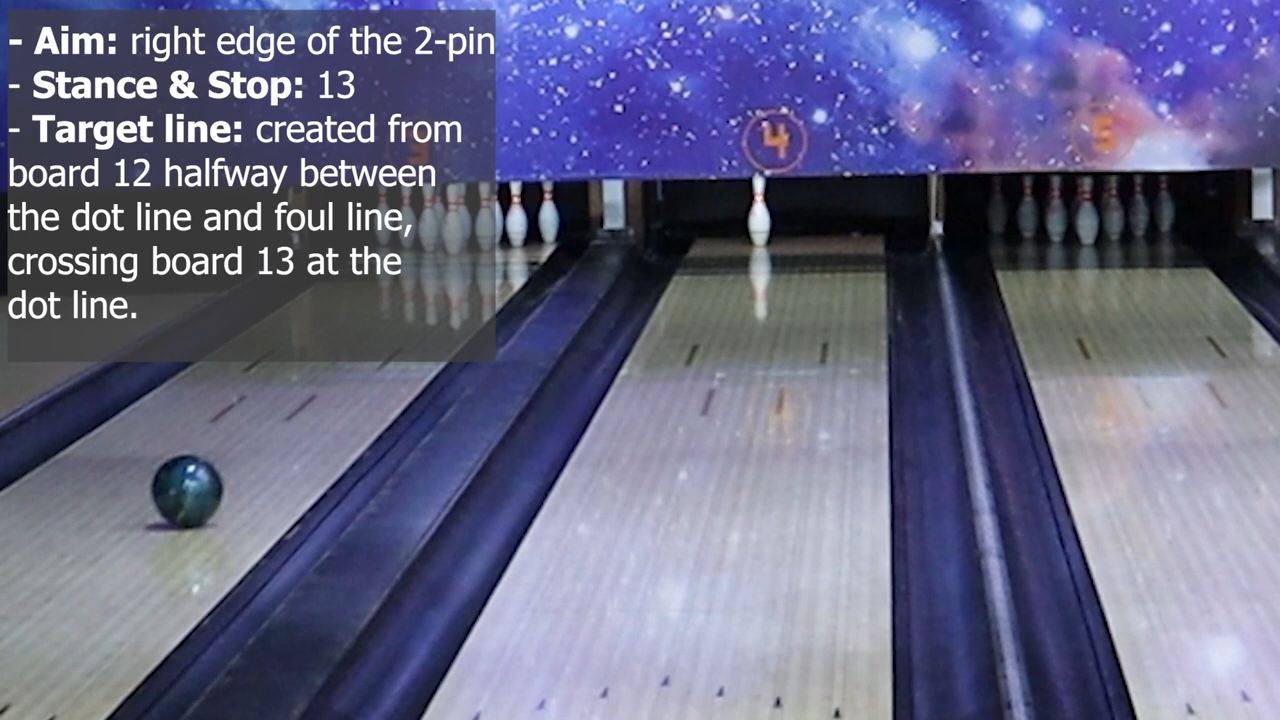 - Aim: right edge of the 2-pin
- Stance & Stop: 13
- Target line: created from
board 12 halfway between
the dot line and foul line,
crossing board 13 at the
dot line.
4
5